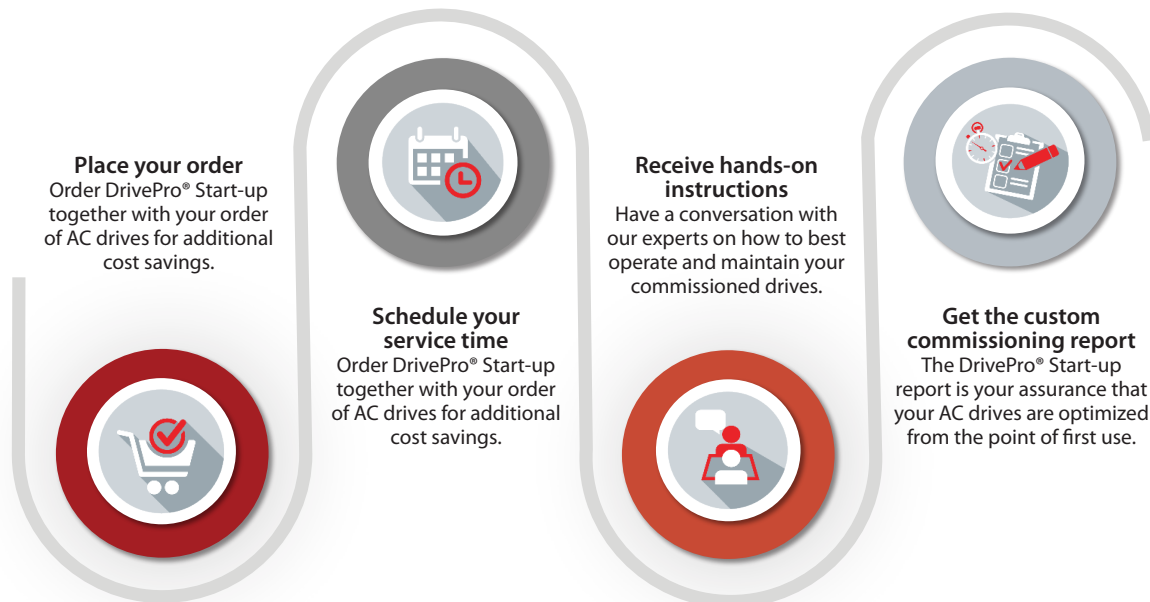 Place your order
Order DrivePro® Start-up
together with your order
of AC drives for additional
cost savings.
Schedule your
service time
Order DrivePro® Start-up
together with your order
of AC drives for additional
cost savings.
Receive hands-on
instructions
Have a conversation with
our experts on how to best
operate and maintain your
commissioned drives.
Get the custom
commissioning report
The DrivePro® Start-up
report is your assurance that
your AC drives are optimized
from the point of first use.